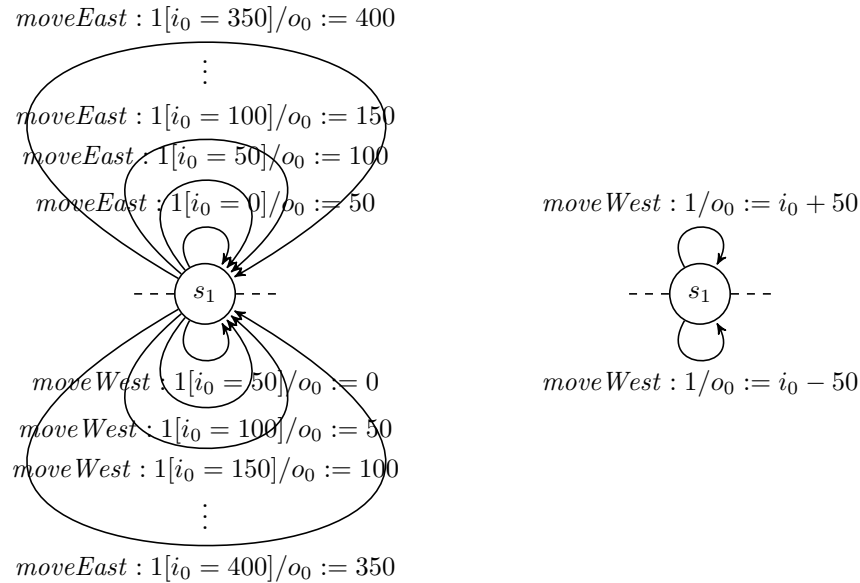 moveEast : 1[i₀ = 350]/o₀ := 400
⋮
moveEast : 1[i₀ = 100]/o₀ := 150
moveEast : 1[i₀ = 50]/o₀ := 100
moveEast : 1[i₀ = 0]/o₀ := 50
s₁
moveWest : 1[i₀ = 50]/o₀ := 0
moveWest : 1[i₀ = 100]/o₀ := 50
moveWest : 1[i₀ = 150]/o₀ := 100
⋮
moveEast : 1[i₀ = 400]/o₀ := 350
moveWest : 1/o₀ := i₀ + 50
s₁
moveWest : 1/o₀ := i₀ − 50